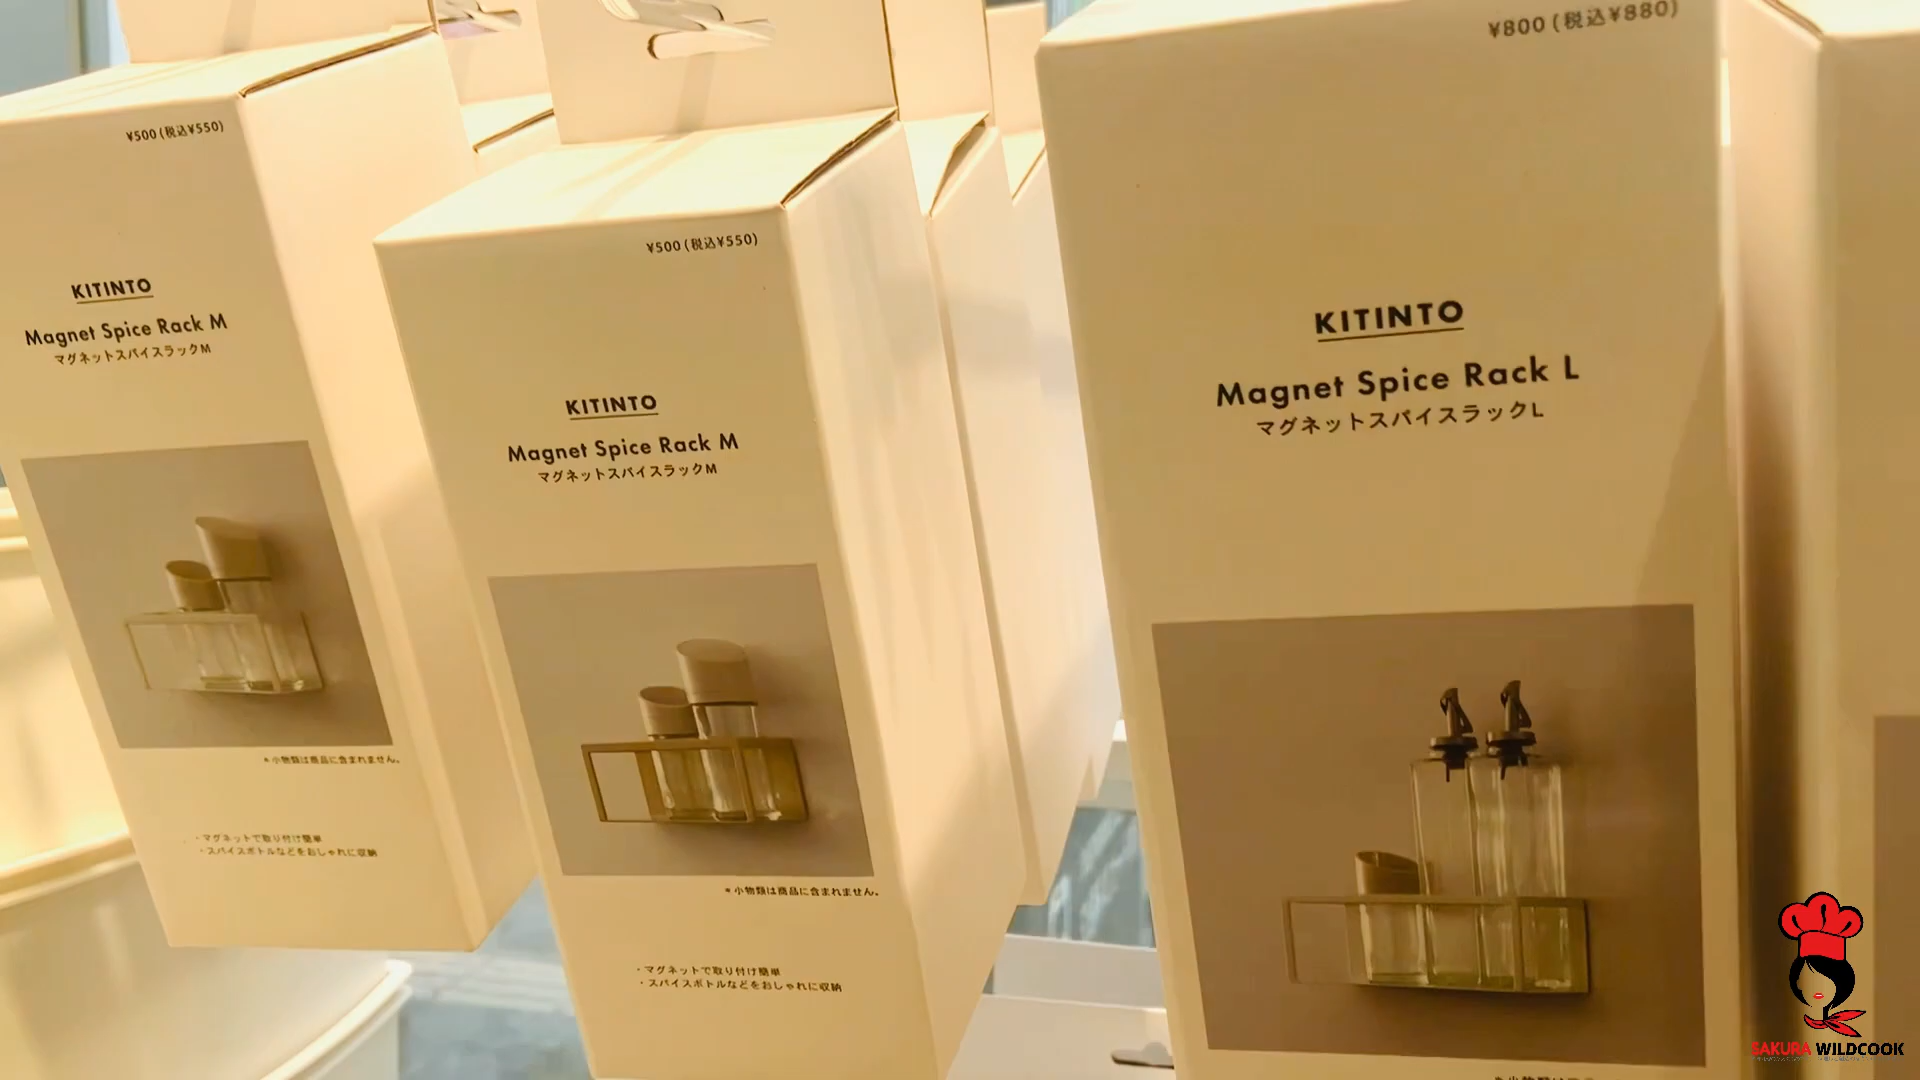 ¥500(税込¥550)
KITINTO
Magnet Spice Rack M
マグネットスパイスラックM
*小物類は商品に含まれません。
・マグネットで取り付け簡単
・スパイスボトルなどをおしゃれに収納
¥500(税込¥550)
KITINTO
Magnet Spice Rack M
マグネットスパイスラックM
*小物類は商品に含まれません。
・マグネットで取り付け簡単
・スパイスボトルなどをおしゃれに収納
¥800(税込¥880)
KITINTO
Magnet Spice Rack L
マグネットスパイスラックL
SAKURA WILDCOOK